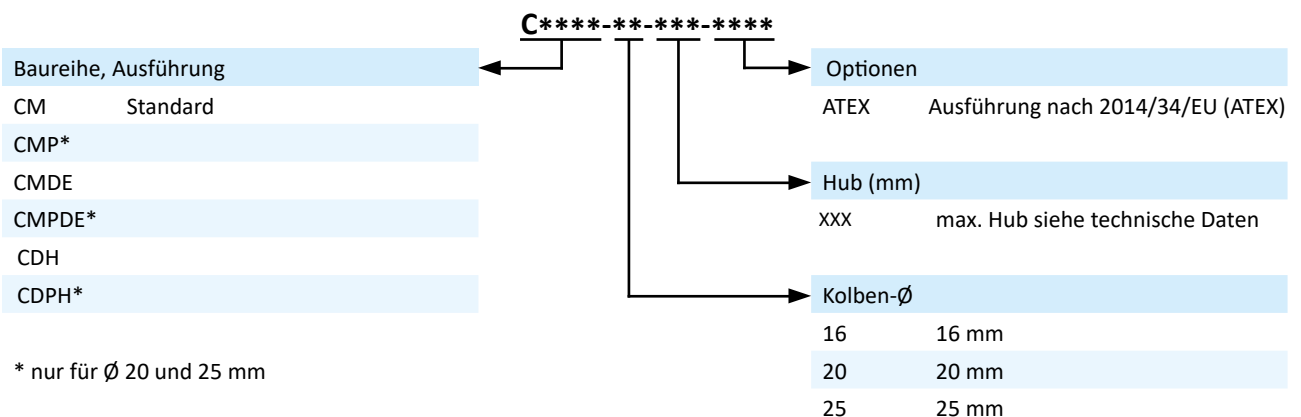 C****-**-***-****
Baureihe, Ausführung
CM Standard
CMP*
CMDE
CMPDE*
CDH
CDPH*
* nur für Ø 20 und 25 mm
Optionen
ATEX Ausführung nach 2014/34/EU (ATEX)
Hub (mm)
XXX max. Hub siehe technische Daten
Kolben-Ø
16 16 mm
20 20 mm
25 25 mm